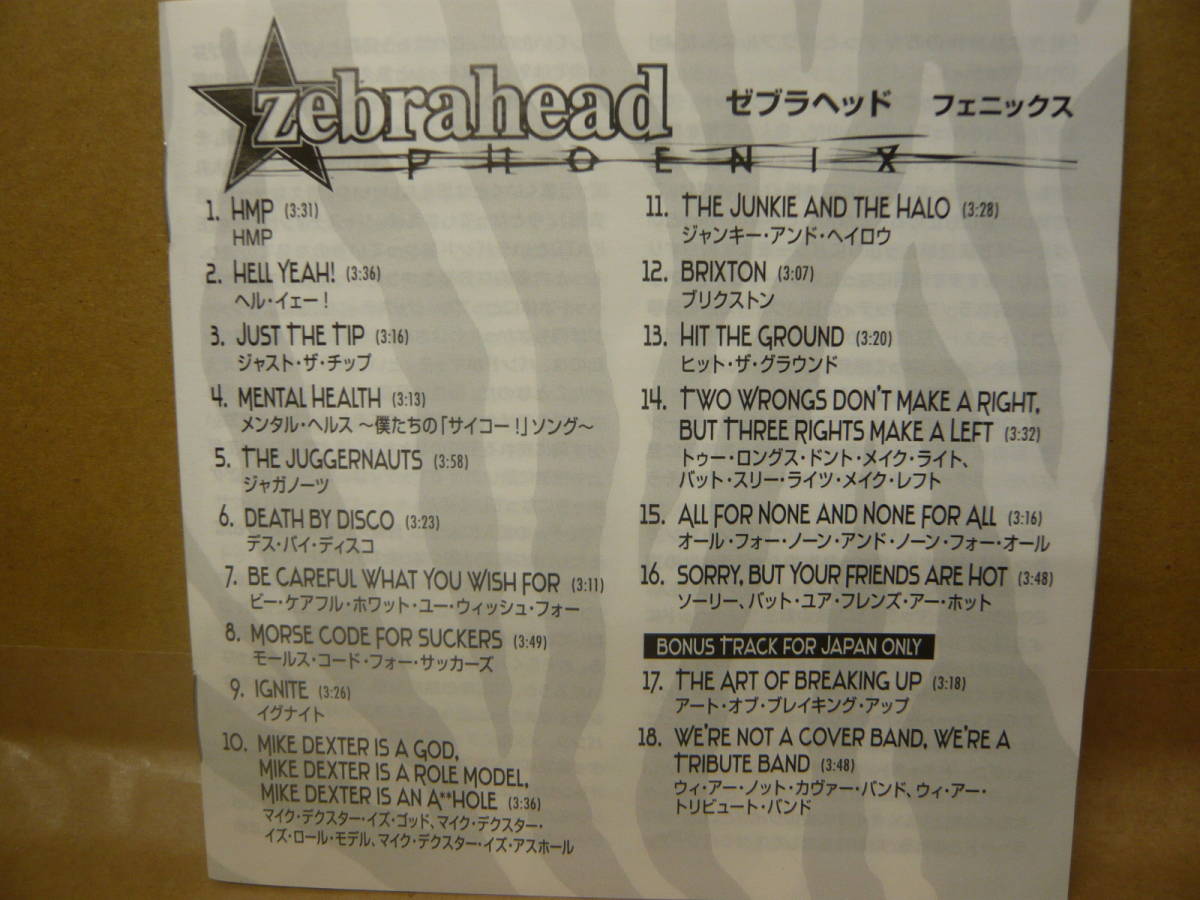 zebrahead ゼブラヘッド フェニックス
PHOENIX
1. HMP (3:31)
HMP
2. HELL YEAH! (3:36)
ヘル・イェー!
3. JUST THE TIP (3:16)
ジャスト・ザ・チップ
4. MENTAL HEALTH (3:13)
メンタル・ヘルス 〜僕たちの「サイコー!」ソング〜
5. THE JUGGERNAUTS (3:58)
ジャガノーツ
6. DEATH BY DISCO (3:23)
デス・バイ・ディスコ
7. BE CAREFUL WHAT YOU WISH FOR (3:11)
ビー・ケアフル・ホワット・ユー・ウィッシュ・フォー
8. MORSE CODE FOR SUCKERS (3:49)
モールス・コード・フォー・サッカーズ
9. IGNITE (3:26)
イグナイト
10. MIKE DEXTER IS A GOD,
MIKE DEXTER IS A ROLE MODEL,
MIKE DEXTER IS AN A**HOLE (3:36)
マイク・デクスター・イズ・ゴッド、マイク・デクスター・
イズ・ロール・モデル、マイク・デクスター・イズ・アスホール
11. THE JUNKIE AND THE HALO (3:28)
ジャンキー・アンド・ヘイロウ
12. BRIXTON (3:07)
ブリクストン
13. HIT THE GROUND (3:20)
ヒット・ザ・グラウンド
14. TWO WRONGS DON'T MAKE A RIGHT,
BUT THREE RIGHTS MAKE A LEFT (3:32)
トゥー・ロングス・ドント・メイク・ライト、
バット・スリー・ライツ・メイク・レフト
15. ALL FOR NONE AND NONE FOR ALL (3:16)
オール・フォー・ノーン・アンド・ノーン・フォー・オール
16. SORRY, BUT YOUR FRIENDS ARE HOT (3:48)
ソーリー、バット・ユア・フレンズ・アー・ホット
BONUS TRACK FOR JAPAN ONLY
17. THE ART OF BREAKING UP (3:18)
アート・オブ・ブレイキング・アップ
18. WE'RE NOT A COVER BAND, WE'RE A
TRIBUTE BAND (3:48)
ウィ・アー・ノット・カヴァー・バンド、ウィ・アー・
トリビュート・バンド